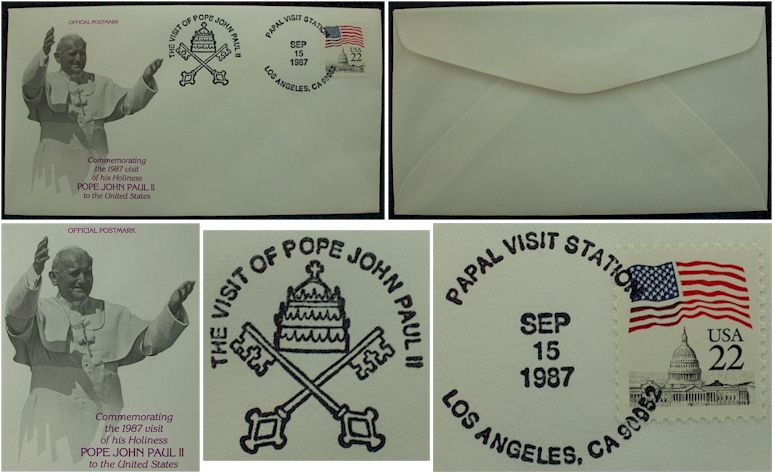 OFFICIAL POSTMARK
THE VISIT OF POPE JOHN PAUL II
PAPAL VISIT STATION
SEP
15
1987
LOS ANGELES, CA 90052
USA
22
Commemorating
the 1987 visit
of his Holiness
POPE JOHN PAUL II
to the United States
OFFICIAL POSTMARK
Commemorating
the 1987 visit
of his Holiness
POPE JOHN PAUL II
to the United States
THE VISIT OF POPE JOHN PAUL II
PAPAL VISIT STATION
SEP
15
1987
LOS ANGELES, CA 90052
USA
22